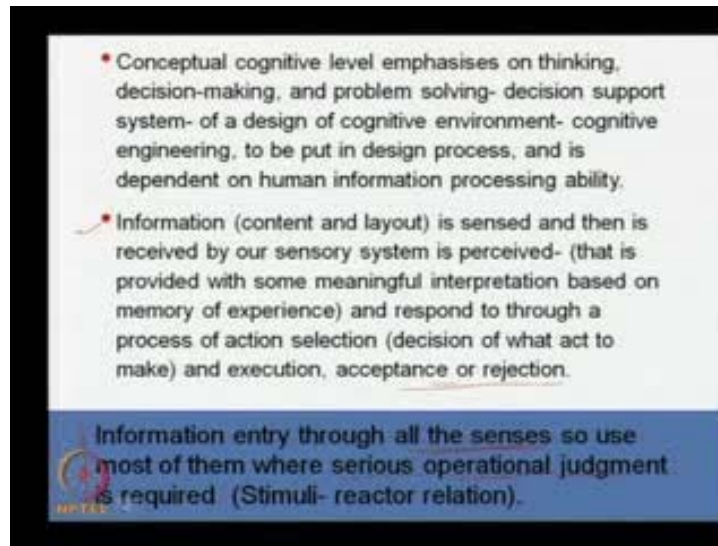 • Conceptual cognitive level emphasises on thinking,
decision-making, and problem solving- decision support
system- of a design of cognitive environment- cognitive
engineering, to be put in design process, and is
dependent on human information processing ability.
• Information (content and layout) is sensed and then is
received by our sensory system is perceived- (that is
provided with some meaningful interpretation based on
memory of experience) and respond to through a
process of action selection (decision of what act to
make) and execution, acceptance or rejection.
Information entry through all the senses so use
most of them where serious operational judgment
is required (Stimuli- reactor relation).
NPTEL